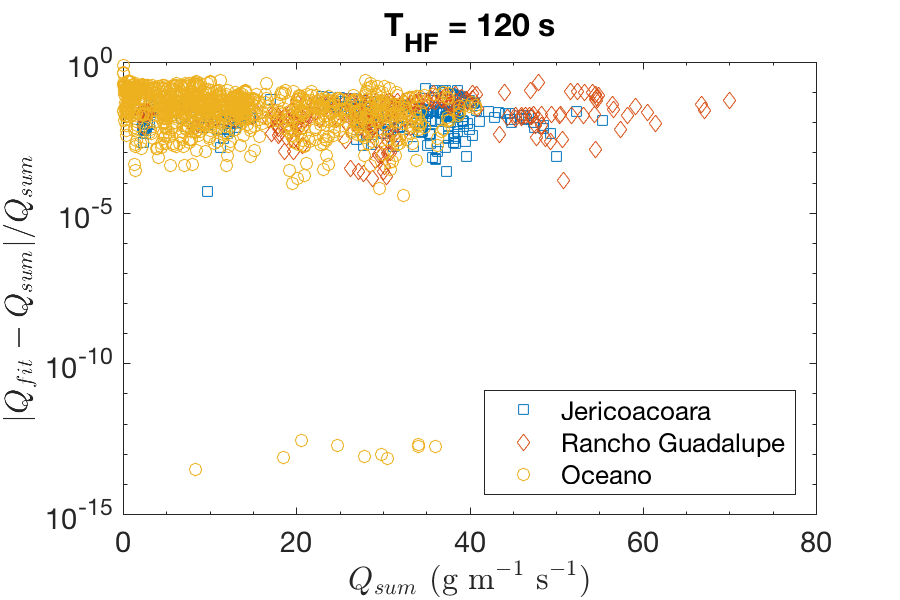 T_HF = 120 s
10^0
10^-5
10^-10
10^-15
|Q_fit − Q_sum|/Q_sum
0 20 40 60 80
Q_sum (g m^−1 s^−1)
Jericoacoara
Rancho Guadalupe
Oceano